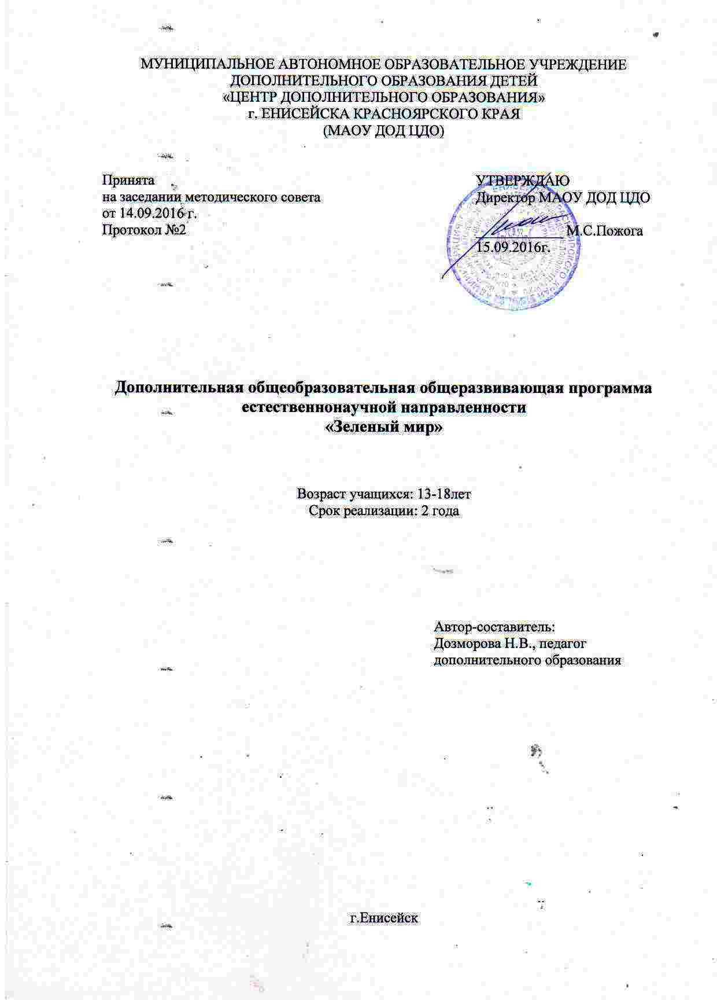 МУНИЦИПАЛЬНОЕ АВТОНОМНОЕ ОБРАЗОВАТЕЛЬНОЕ УЧРЕЖДЕНИЕ
ДОПОЛНИТЕЛЬНОГО ОБРАЗОВАНИЯ ДЕТЕЙ
«ЦЕНТР ДОПОЛНИТЕЛЬНОГО ОБРАЗОВАНИЯ»
г. ЕНИСЕЙСКА КРАСНОЯРСКОГО КРАЯ
(МАОУ ДОД ЦДО)
Принята
на заседании методического совета
от 14.09.2016 г.
Протокол №2
УТВЕРЖДАЮ
Директор МАОУ ДОД ЦДО
М.С.Пожога
15.09.2016г.
Дополнительная общеобразовательная общеразвивающая программа
естественнонаучной направленности
«Зеленый мир»
Возраст учащихся: 13-18лет
Срок реализации: 2 года
Автор-составитель:
Дозморова Н.В., педагог
дополнительного образования
г.Енисейск